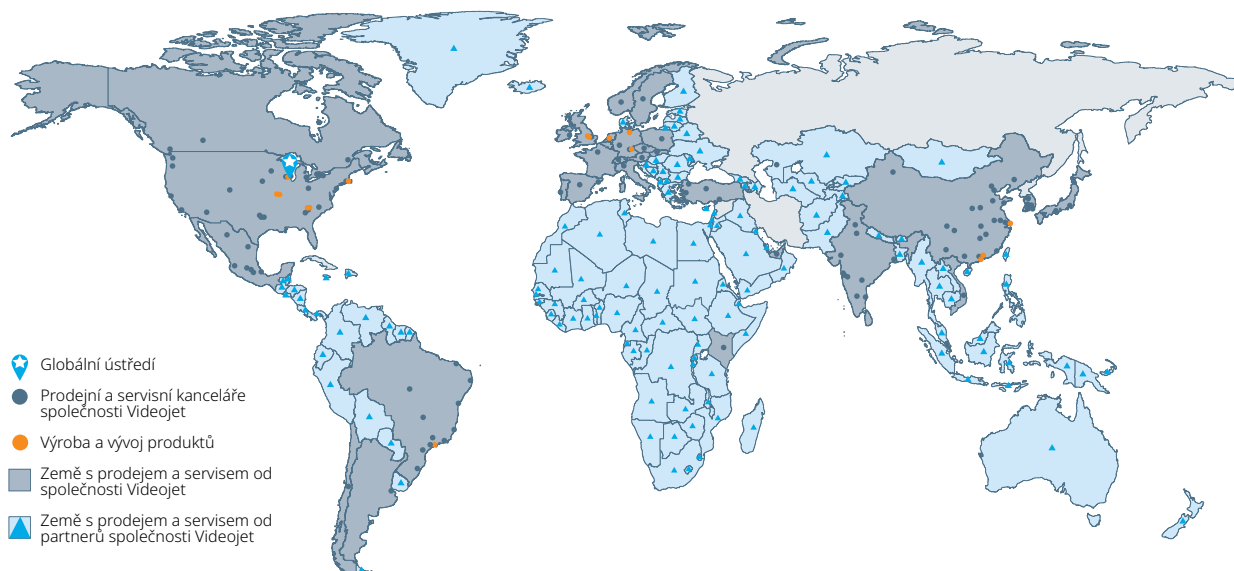 Globální ústředí
Prodejní a servisní kanceláře
společnosti Videojet
Výroba a vývoj produktů
Země s prodejem a servisem od
společnosti Videojet
Země s prodejem a servisem od
partnerů společnosti Videojet